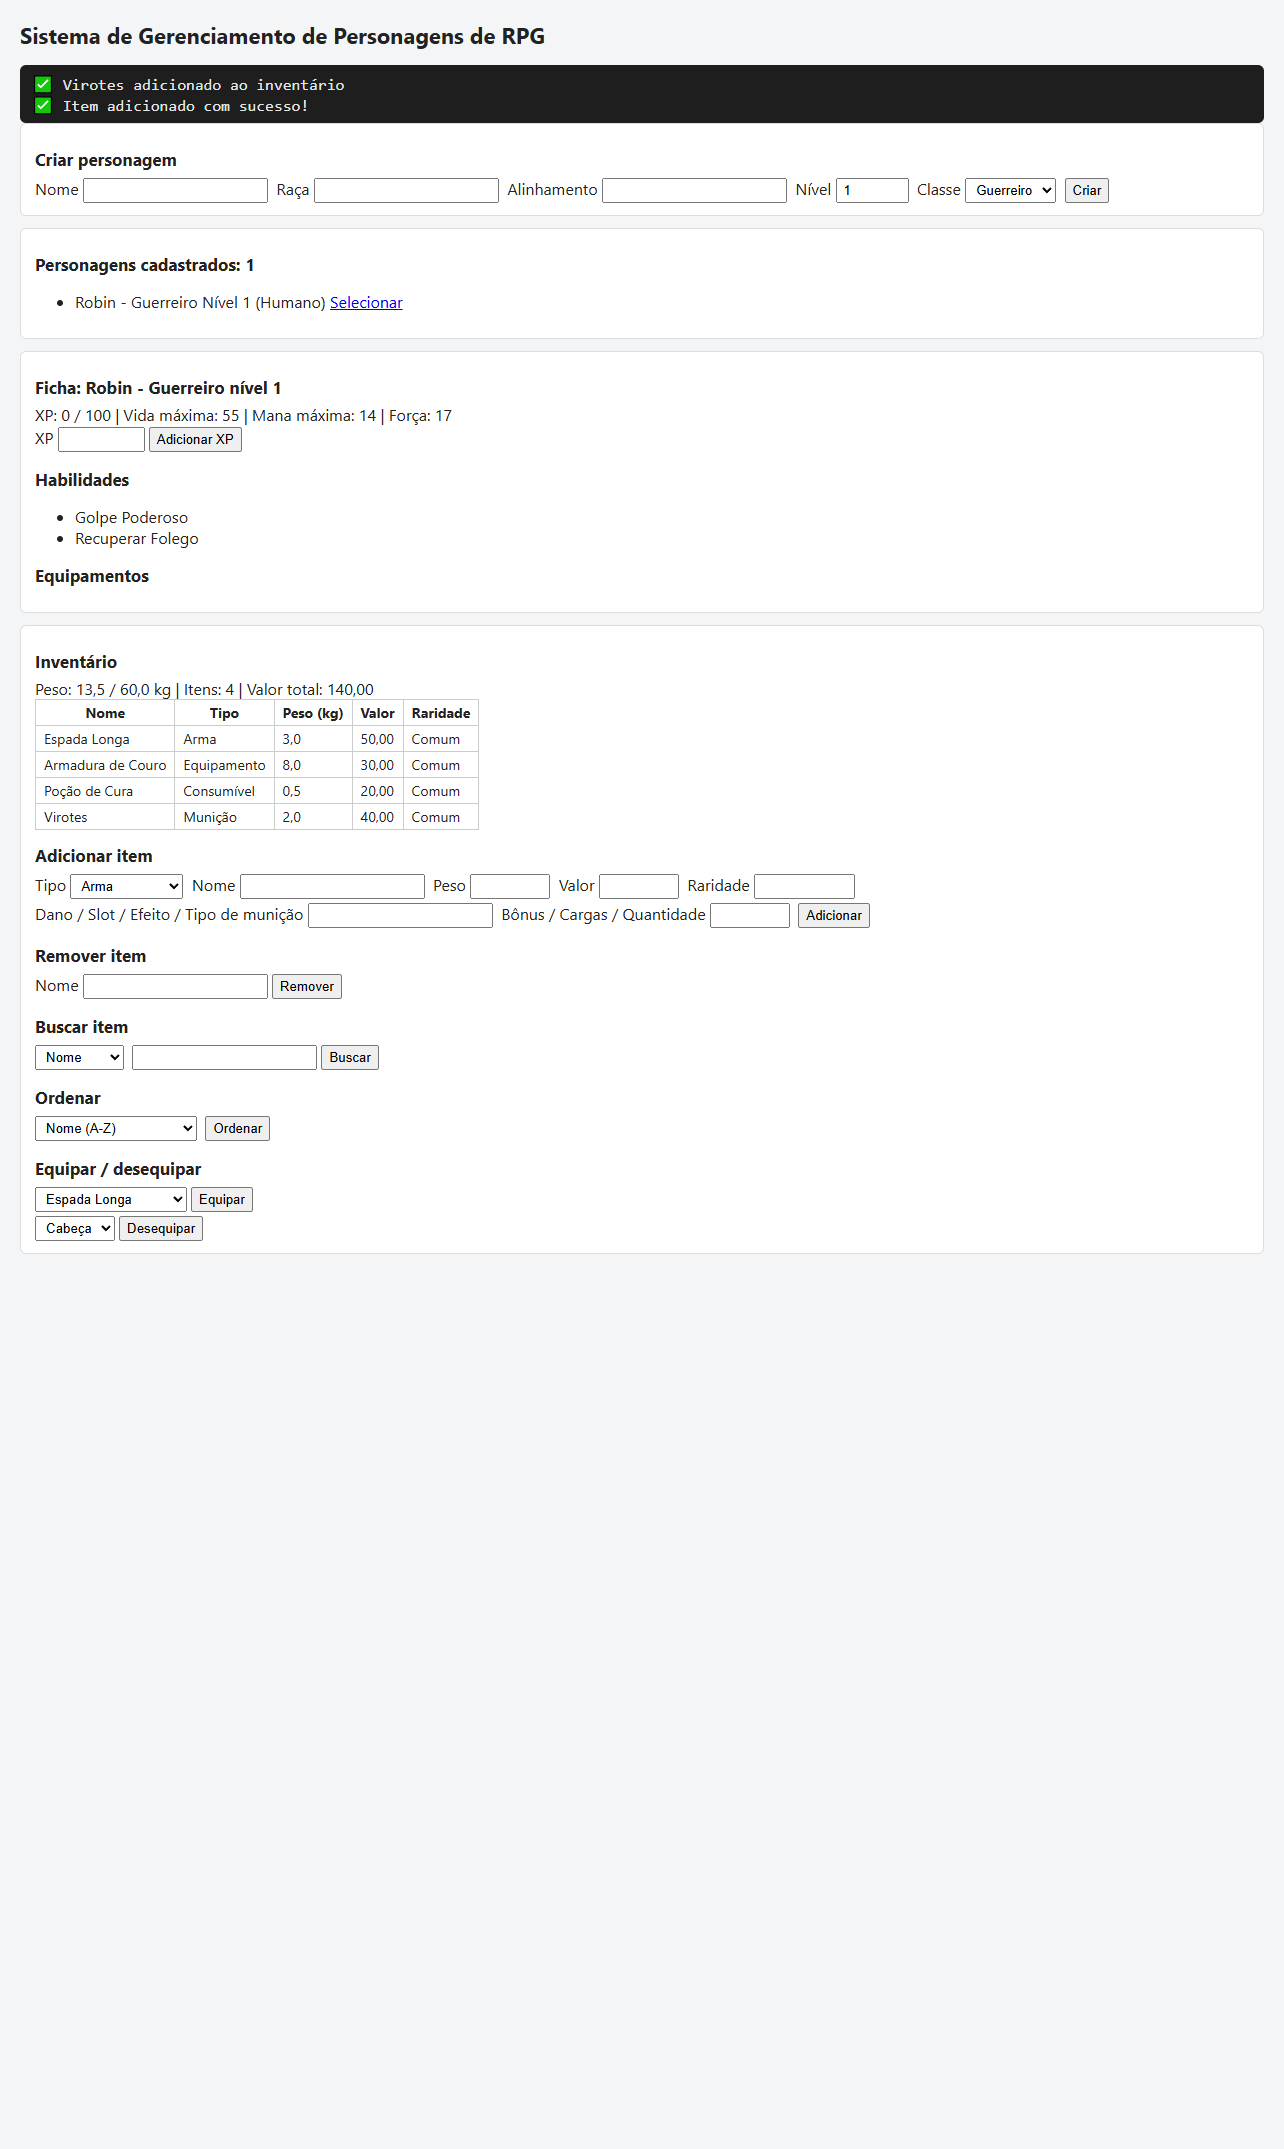 Sistema de Gerenciamento de Personagens de RPG
✅ Virotes adicionado ao inventário
✅ Item adicionado com sucesso!
Criar personagem
Nome Raça Alinhamento Nível 1 Classe Guerreiro Criar
Personagens cadastrados: 1
• Robin - Guerreiro Nível 1 (Humano) Selecionar
Ficha: Robin - Guerreiro nível 1
XP: 0 / 100 | Vida máxima: 55 | Mana máxima: 14 | Força: 17
XP Adicionar XP
Habilidades
• Golpe Poderoso
• Recuperar Folego
Equipamentos
Inventário
Peso: 13,5 / 60,0 kg | Itens: 4 | Valor total: 140,00
Nome Tipo Peso (kg) Valor Raridade
Espada Longa Arma 3,0 50,00 Comum
Armadura de Couro Equipamento 8,0 30,00 Comum
Poção de Cura Consumível 0,5 20,00 Comum
Virotes Munição 2,0 40,00 Comum
Adicionar item
Tipo Arma Nome Peso Valor Raridade
Dano / Slot / Efeito / Tipo de munição Bônus / Cargas / Quantidade Adicionar
Remover item
Nome Remover
Buscar item
Nome Buscar
Ordenar
Nome (A-Z) Ordenar
Equipar / desequipar
Espada Longa Equipar
Cabeça Desequipar